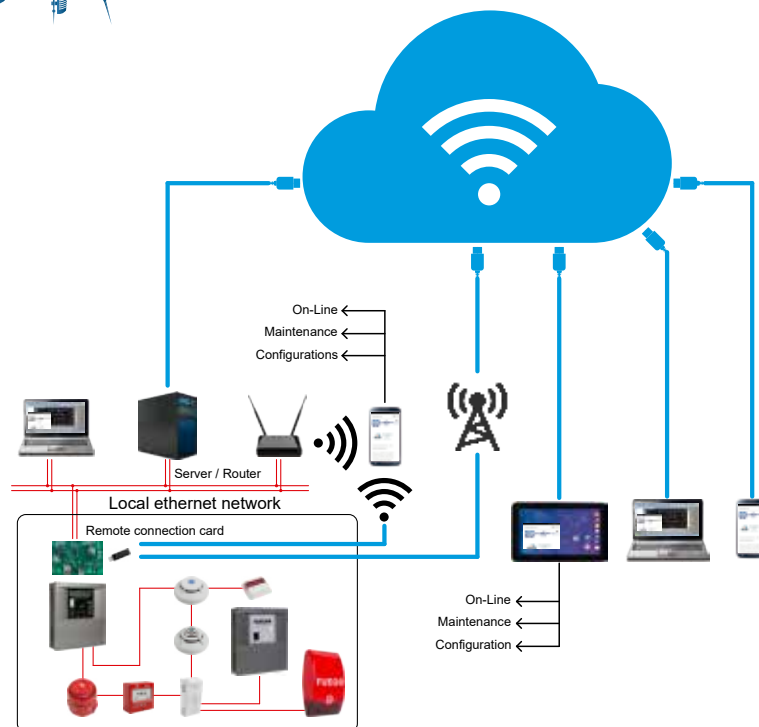 On-Line
Maintenance
Configurations
Server / Router
Local ethernet network
Remote connection card
On-Line
Maintenance
Configuration
FUEGO